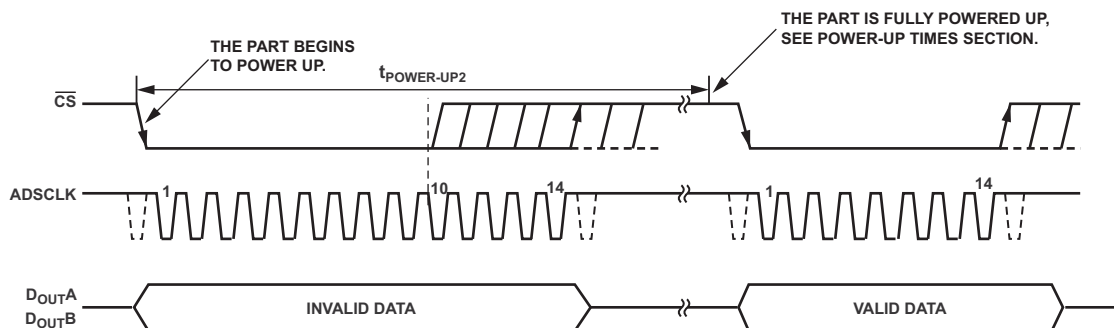 THE PART IS FULLY POWERED UP,
SEE POWER-UP TIMES SECTION.
THE PART BEGINS
TO POWER UP.
tPOWER-UP2
CS
ADSCLK
1
10
14
1
14
DOUTA
DOUTB
INVALID DATA
VALID DATA